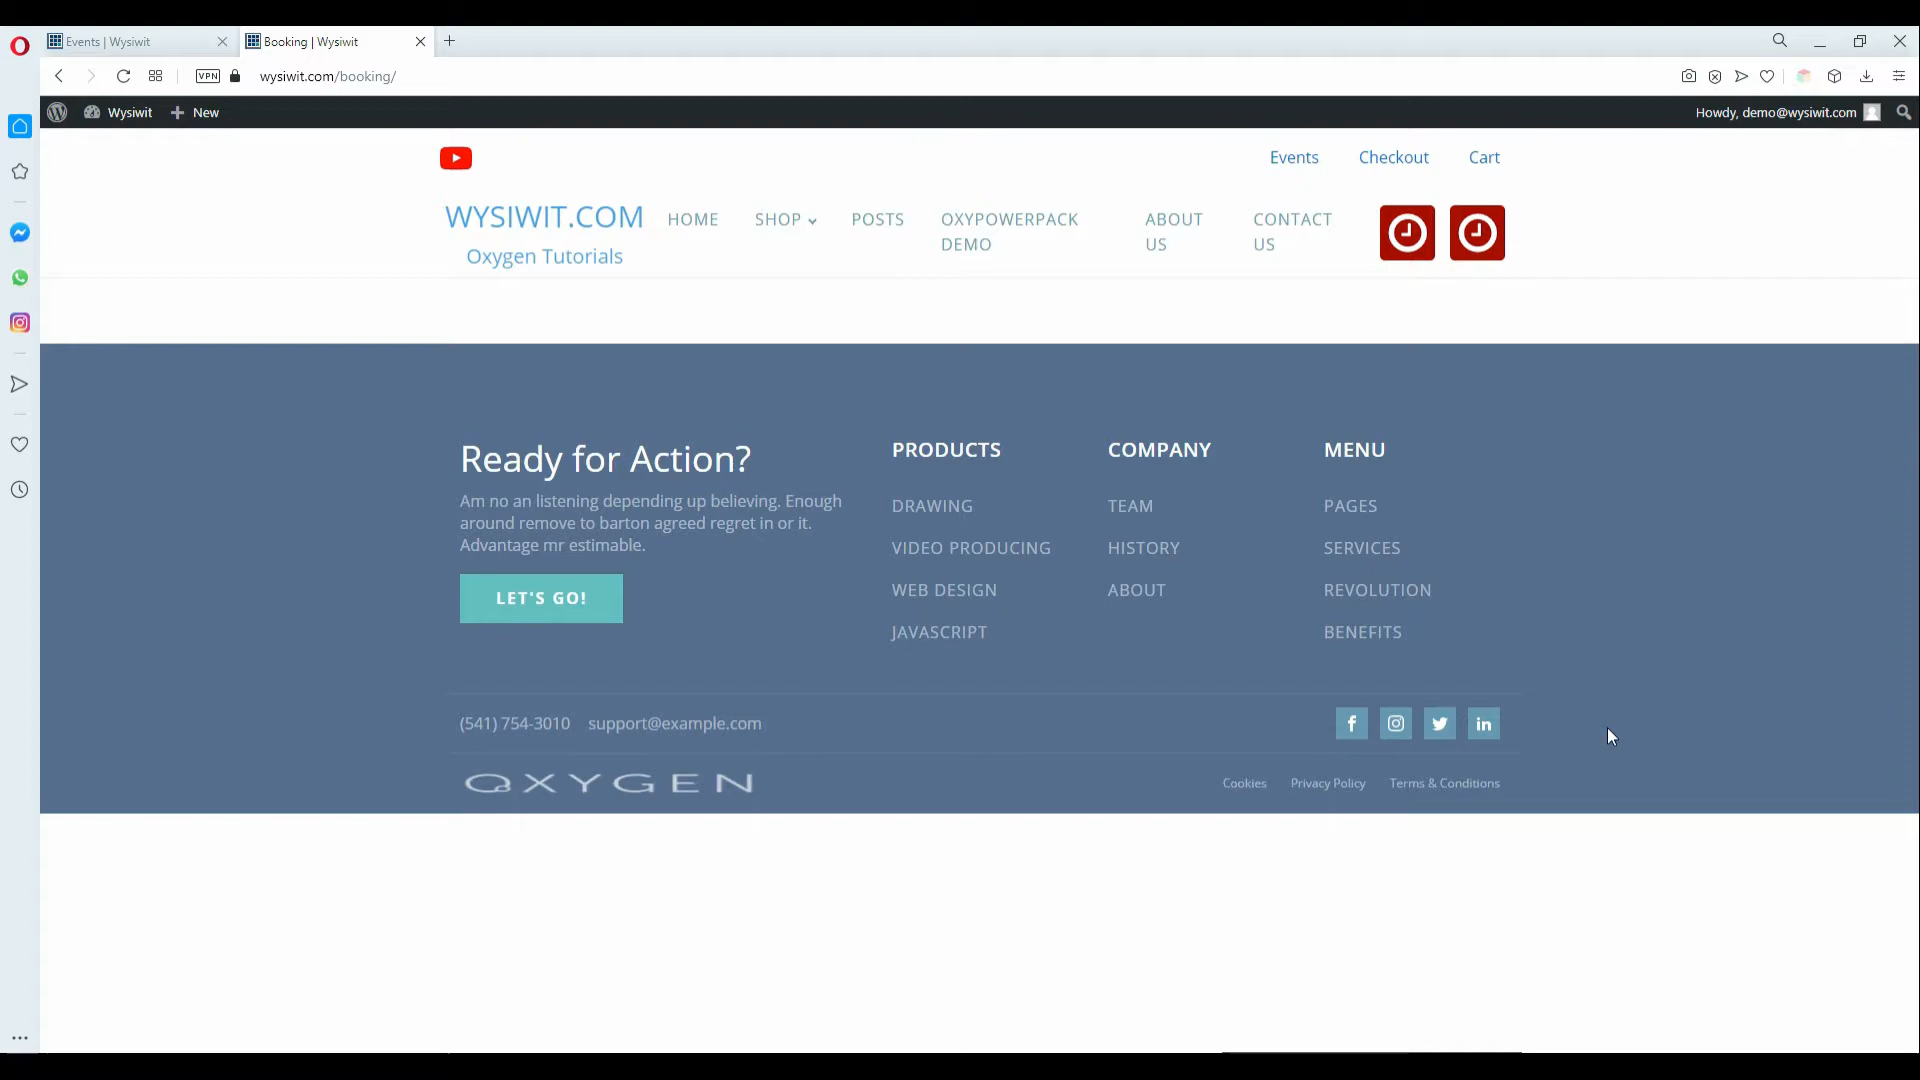 Events | Wysiwit
Booking | Wysiwit
VPN
wysiwit.com/booking/
Wysiwit
New
Howdy, demo@wysiwit.com
Events
Checkout
Cart
WYSIWIT.COM
Oxygen Tutorials
HOME
SHOP
POSTS
OXYPOWERPACK
DEMO
ABOUT
US
CONTACT
US
Ready for Action?
Am no an listening depending up believing. Enough
around remove to barton agreed regret in or it.
Advantage mr estimable.
LET'S GO!
PRODUCTS
DRAWING
VIDEO PRODUCING
WEB DESIGN
JAVASCRIPT
COMPANY
TEAM
HISTORY
ABOUT
MENU
PAGES
SERVICES
REVOLUTION
BENEFITS
(541) 754-3010
support@example.com
OXYGEN
Cookies
Privacy Policy
Terms & Conditions